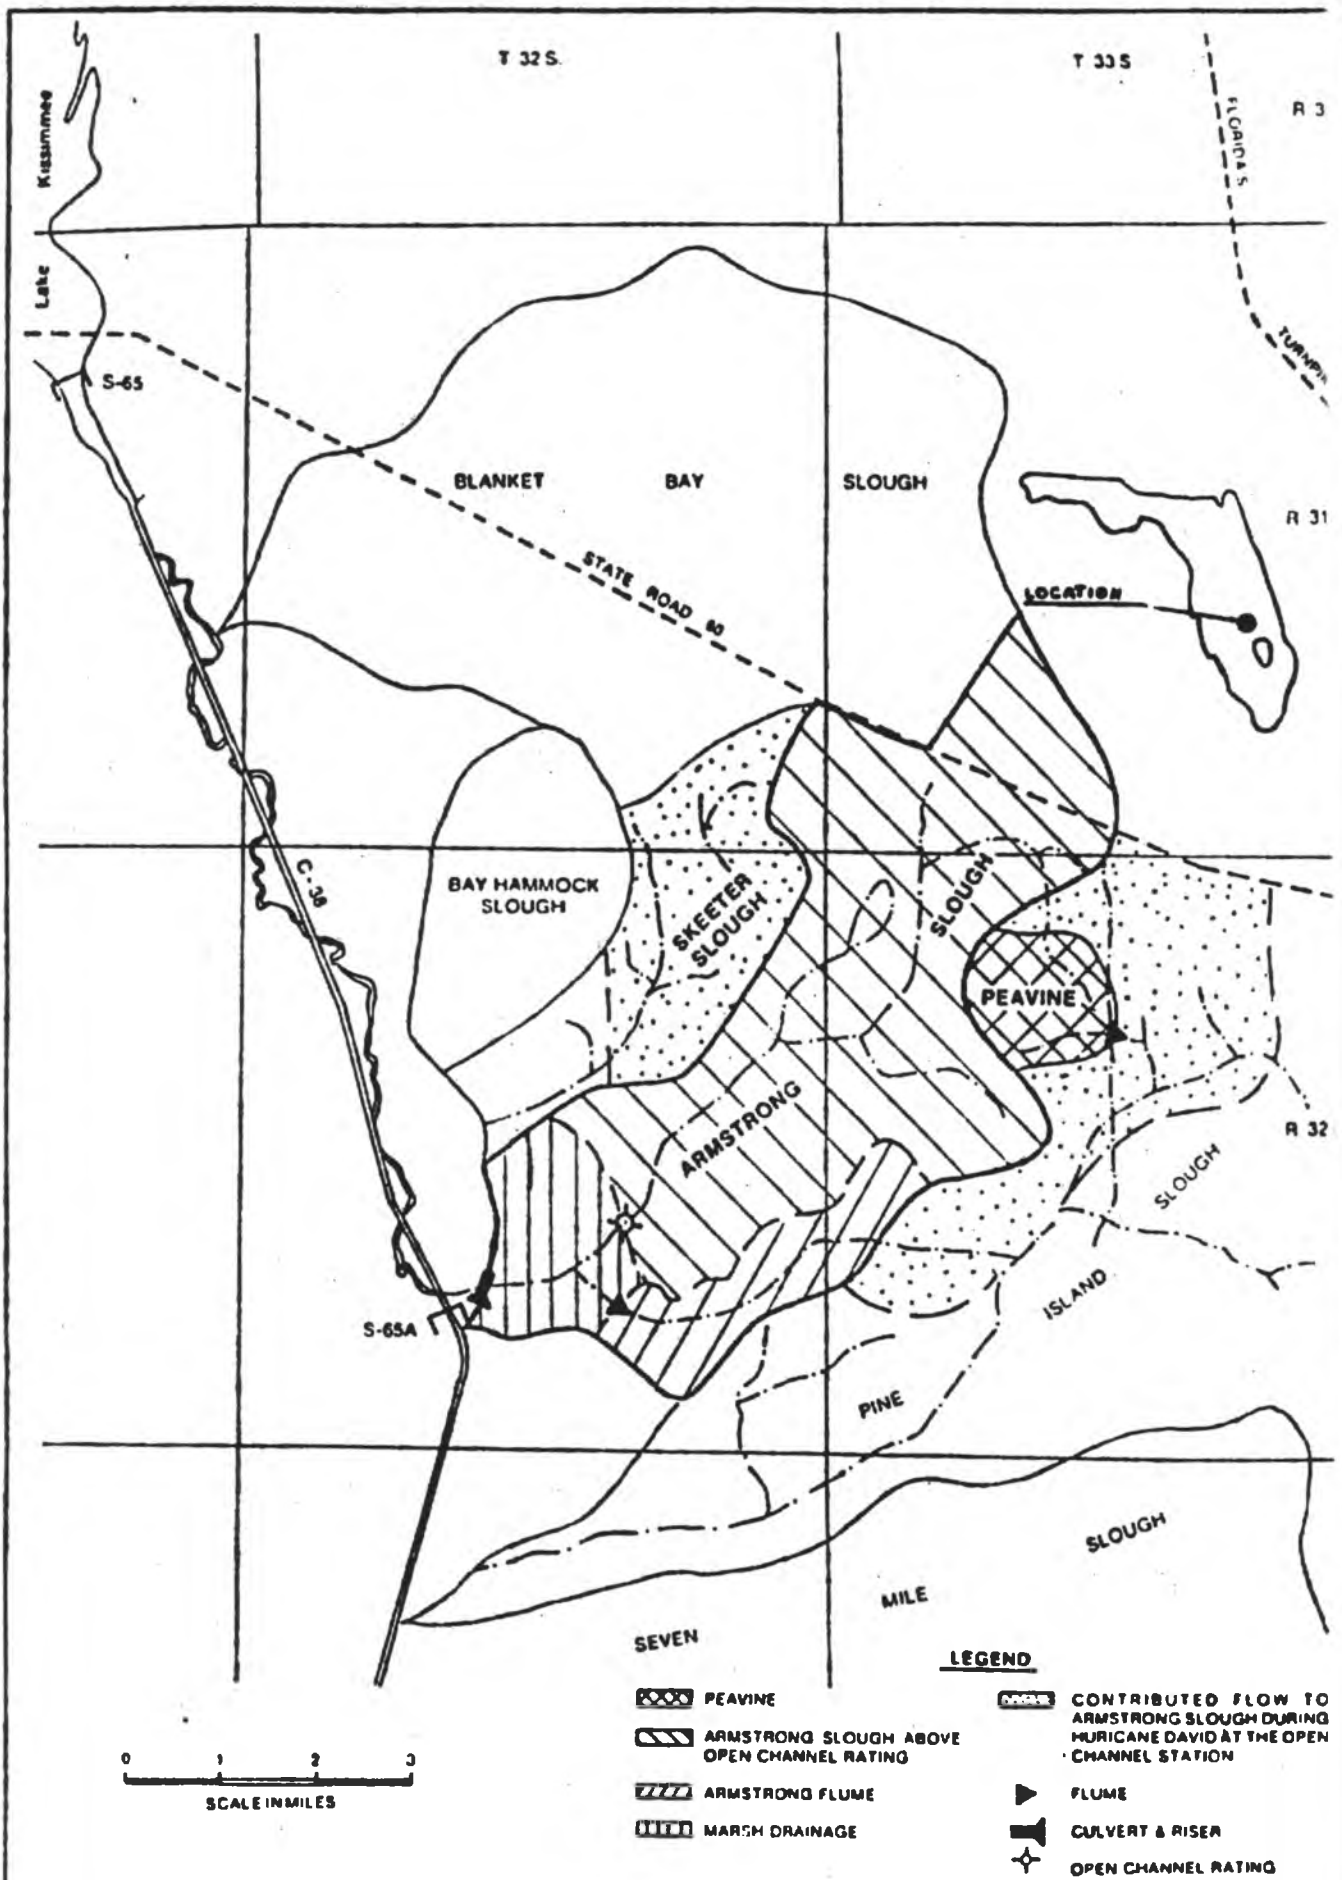 T 32 S.
T 33 S
R 3
Lake Kissimmee
FLORIDA'S
S-65
BLANKET BAY SLOUGH
R 31
STATE ROAD 60
LOCATION
C-38
BAY HAMMOCK
SLOUGH
SKEETER
SLOUGH
SLOUGH
PEAVINE
ARMSTRONG
R 32
SLOUGH
ISLAND
S-65A
PINE
SLOUGH
MILE
SEVEN
LEGEND
PEAVINE
ARMSTRONG SLOUGH ABOVE
OPEN CHANNEL RATING
ARMSTRONG FLUME
MARSH DRAINAGE
CONTRIBUTED FLOW TO
ARMSTRONG SLOUGH DURING
HURICANE DAVID AT THE OPEN
CHANNEL STATION
FLUME
CULVERT & RISER
OPEN CHANNEL RATING
0 1 2 3
SCALE IN MILES